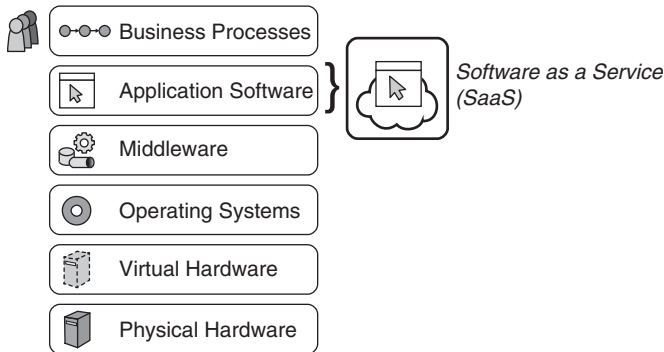 Business Processes
Application Software
Software as a Service
(SaaS)
Middleware
Operating Systems
Virtual Hardware
Physical Hardware